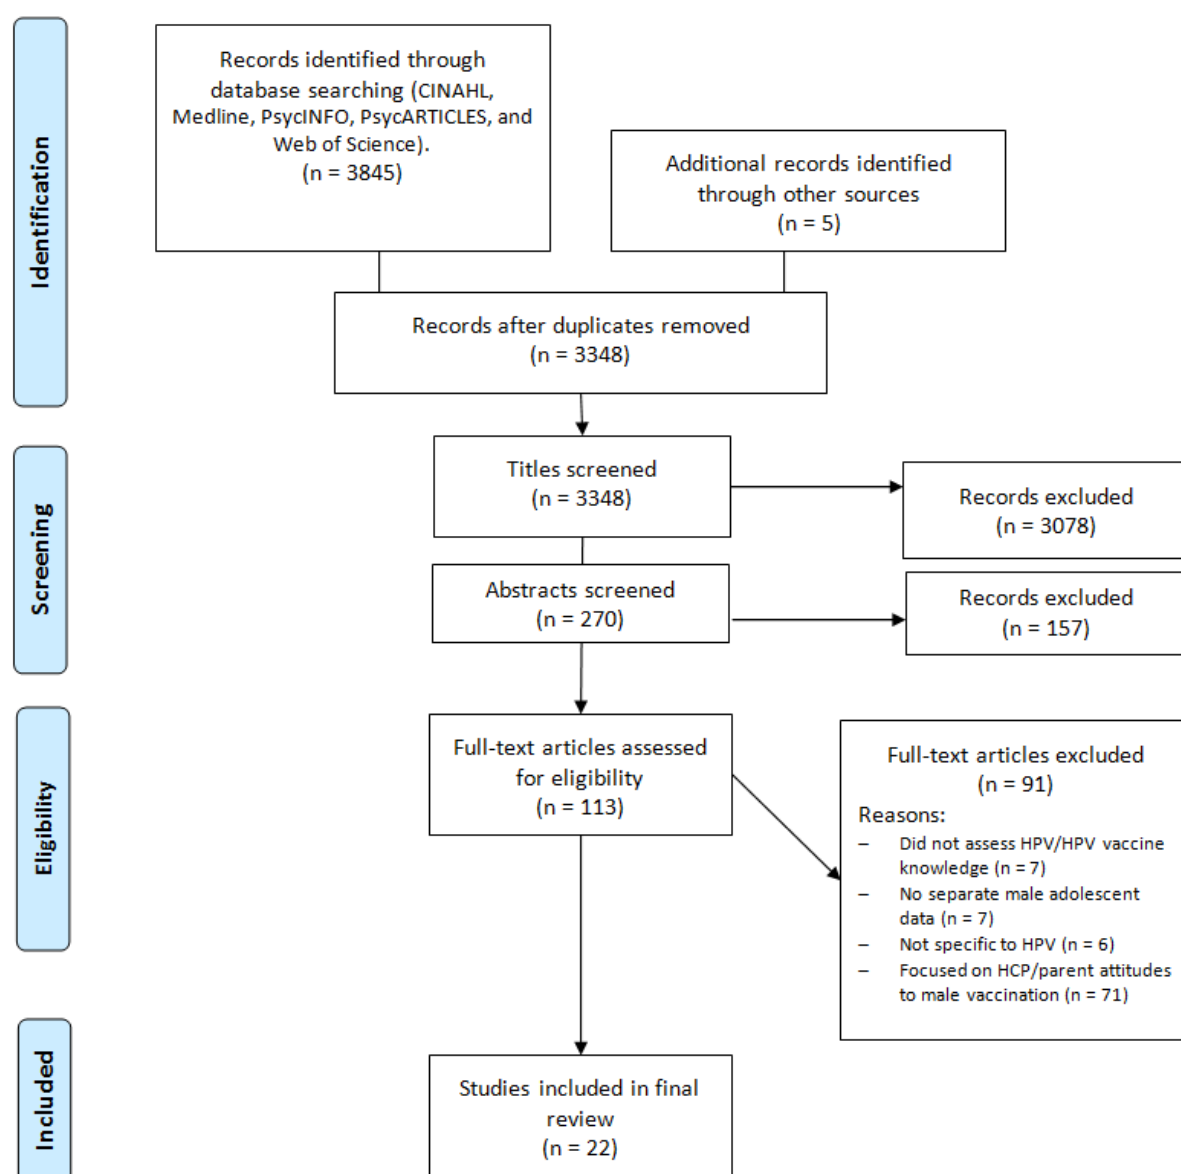 Identification
Records identified through
database searching (CINAHL,
Medline, PsycINFO, PsycARTICLES, and
Web of Science).
(n = 3845)
Additional records identified
through other sources
(n = 5)
Records after duplicates removed
(n = 3348)
Screening
Titles screened
(n = 3348)
Records excluded
(n = 3078)
Abstracts screened
(n = 270)
Records excluded
(n = 157)
Eligibility
Full-text articles assessed
for eligibility
(n = 113)
Full-text articles excluded
(n = 91)
Reasons:
– Did not assess HPV/HPV vaccine
knowledge (n = 7)
– No separate male adolescent
data (n = 7)
– Not specific to HPV (n = 6)
– Focused on HCP/parent attitudes
to male vaccination (n = 71)
Included
Studies included in final
review
(n = 22)